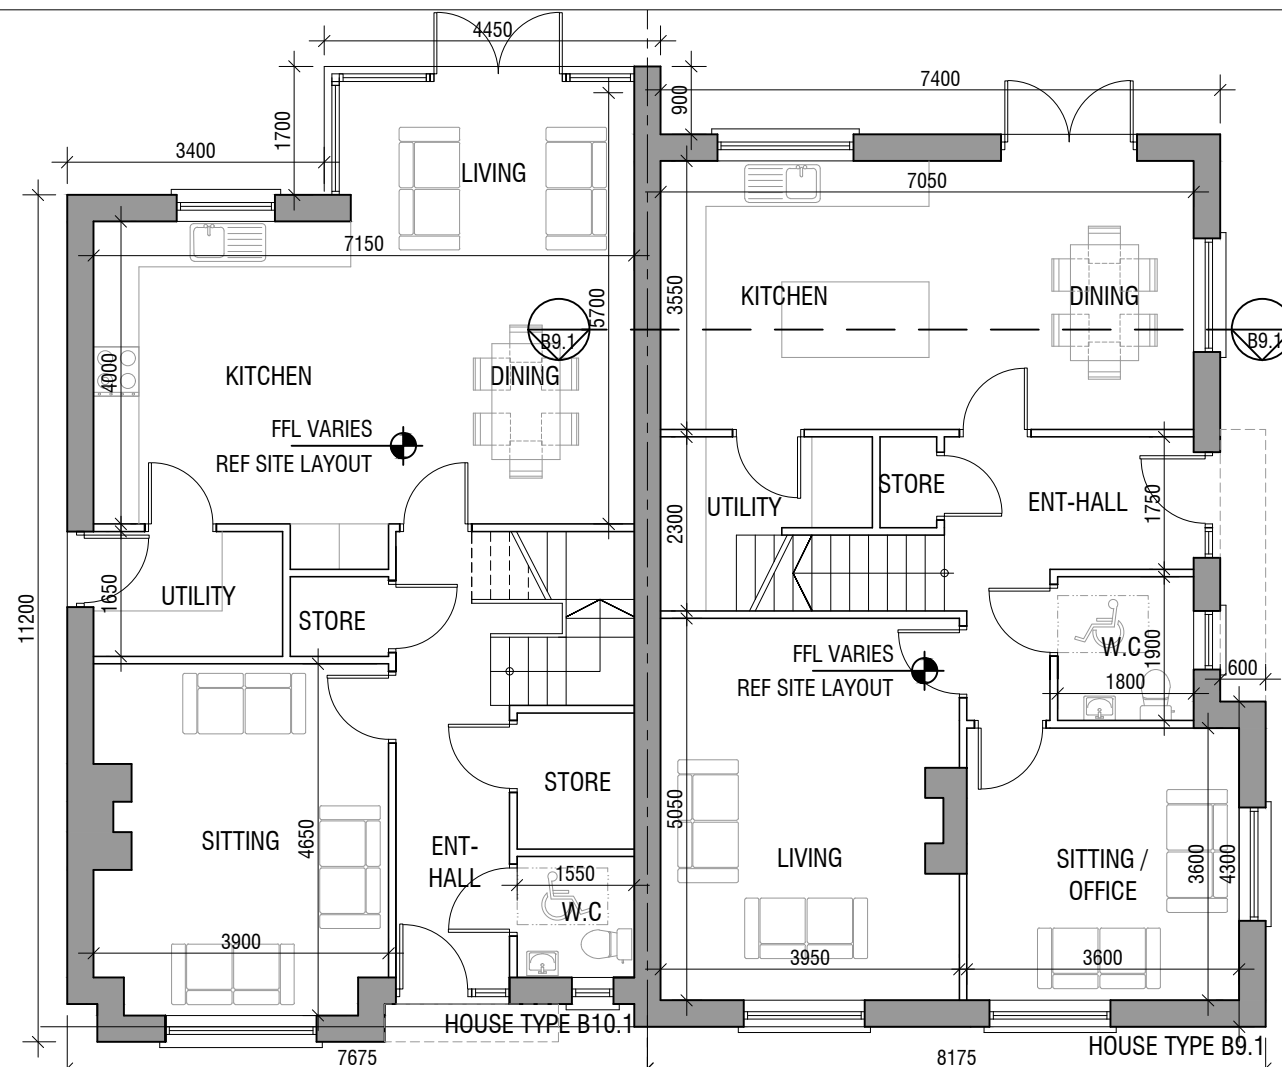 4450
7400
900
1700
3400
LIVING
7050
7150
KITCHEN
DINING
3550
5700
B9.1
B9.1
KITCHEN
DINING
4000
FFL VARIES
REF SITE LAYOUT
STORE
ENT-HALL
1750
UTILITY
2300
UTILITY
1650
STORE
11200
FFL VARIES
REF SITE LAYOUT
W.C
1900
600
1800
STORE
SITTING
4650
ENT-
HALL
5050
LIVING
SITTING /
OFFICE
3600
4300
1550
W.C
3900
3950
3600
HOUSE TYPE B10.1
HOUSE TYPE B9.1
7675
8175